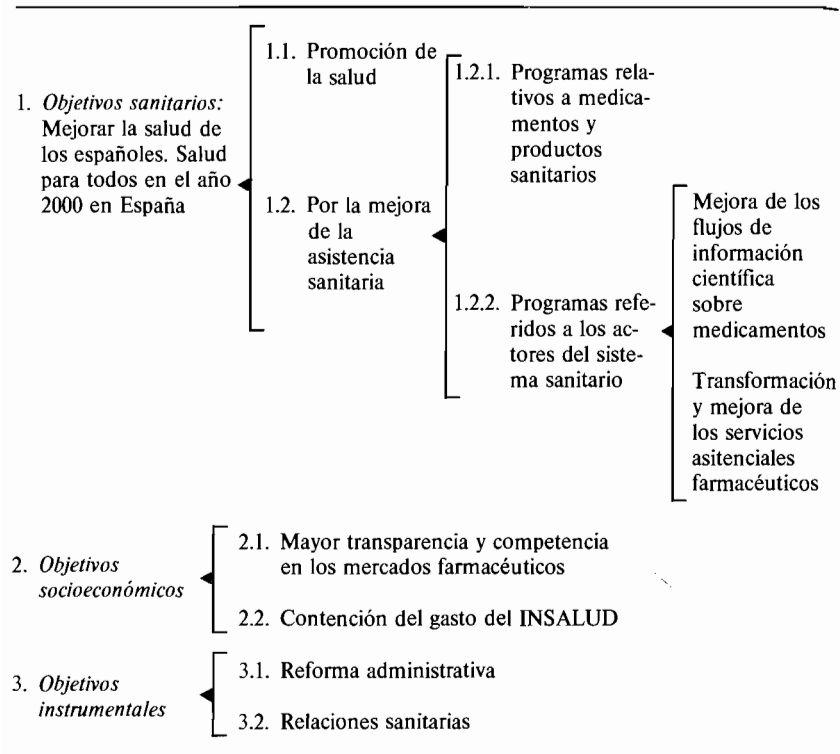 1. Objetivos sanitarios:
Mejorar la salud de
los españoles. Salud
para todos en el año
2000 en España
1.1. Promoción de
la salud
1.2. Por la mejora
de la
asistencia
sanitaria
1.2.1. Programas rela-
tivos a medica-
mentos y
productos
sanitarios
1.2.2. Programas refe-
ridos a los ac-
tores del siste-
ma sanitario
Mejora de los
flujos de
información
científica
sobre
medicamentos
Transformación
y mejora de
los servicios
asitenciales
farmacéuticos
2. Objetivos
socioeconómicos
2.1. Mayor transparencia y competencia
en los mercados farmacéuticos
2.2. Contención del gasto del INSALUD
3. Objetivos
instrumentales
3.1. Reforma administrativa
3.2. Relaciones sanitarias